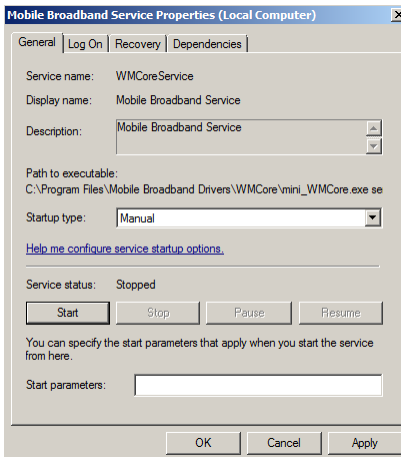 Mobile Broadband Service Properties (Local Computer)
General Log On Recovery Dependencies
Service name: WMCoreService
Display name: Mobile Broadband Service
Description: Mobile Broadband Service
Path to executable:
C:\Program Files\Mobile Broadband Drivers\WMCore\mini_WMCore.exe se
Startup type: Manual
Help me configure service startup options.
Service status: Stopped
Start Stop Pause Resume
You can specify the start parameters that apply when you start the service
from here.
Start parameters:
OK Cancel Apply